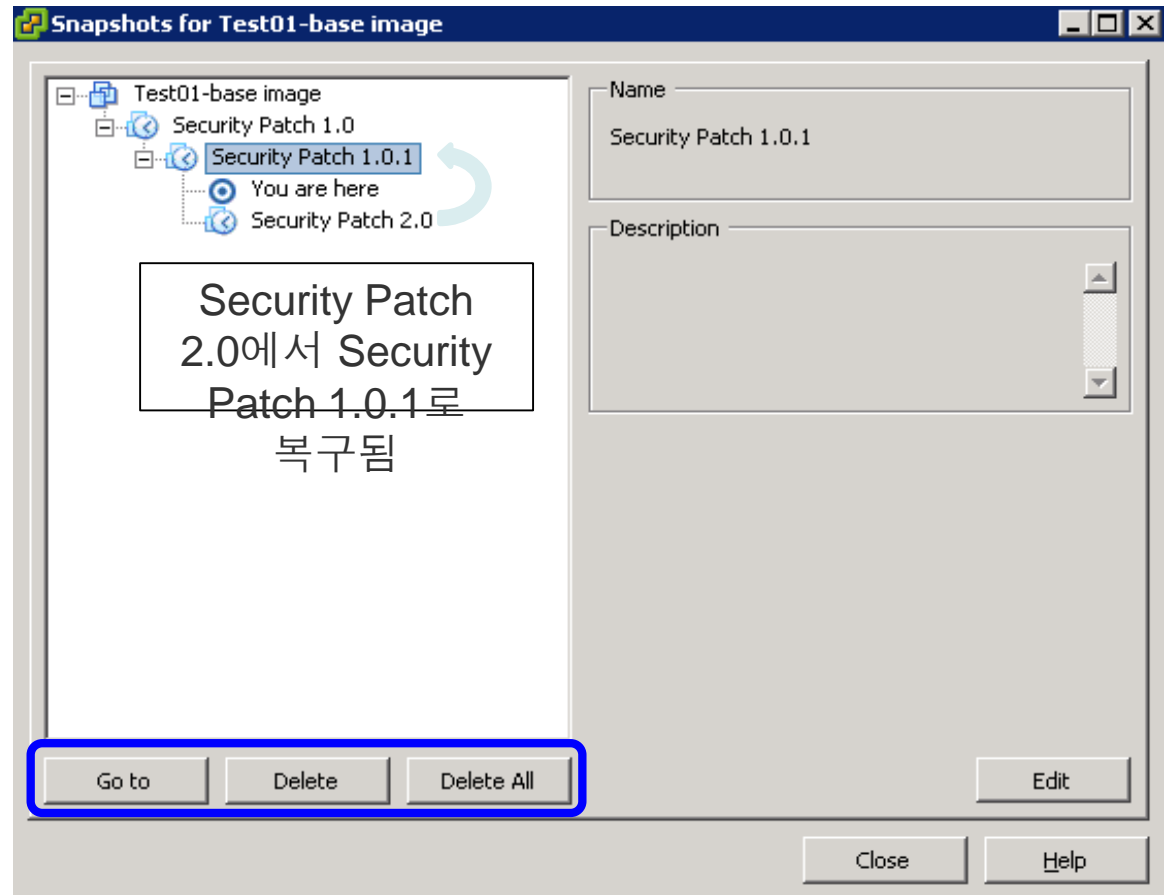 Snapshots for Test01-base image
Test01-base image
Security Patch 1.0
Security Patch 1.0.1
You are here
Security Patch 2.0
Security Patch
2.0에서 Security
Patch 1.0.1로
복구됨
Name
Security Patch 1.0.1
Description
Go to
Delete
Delete All
Edit
Close
Help